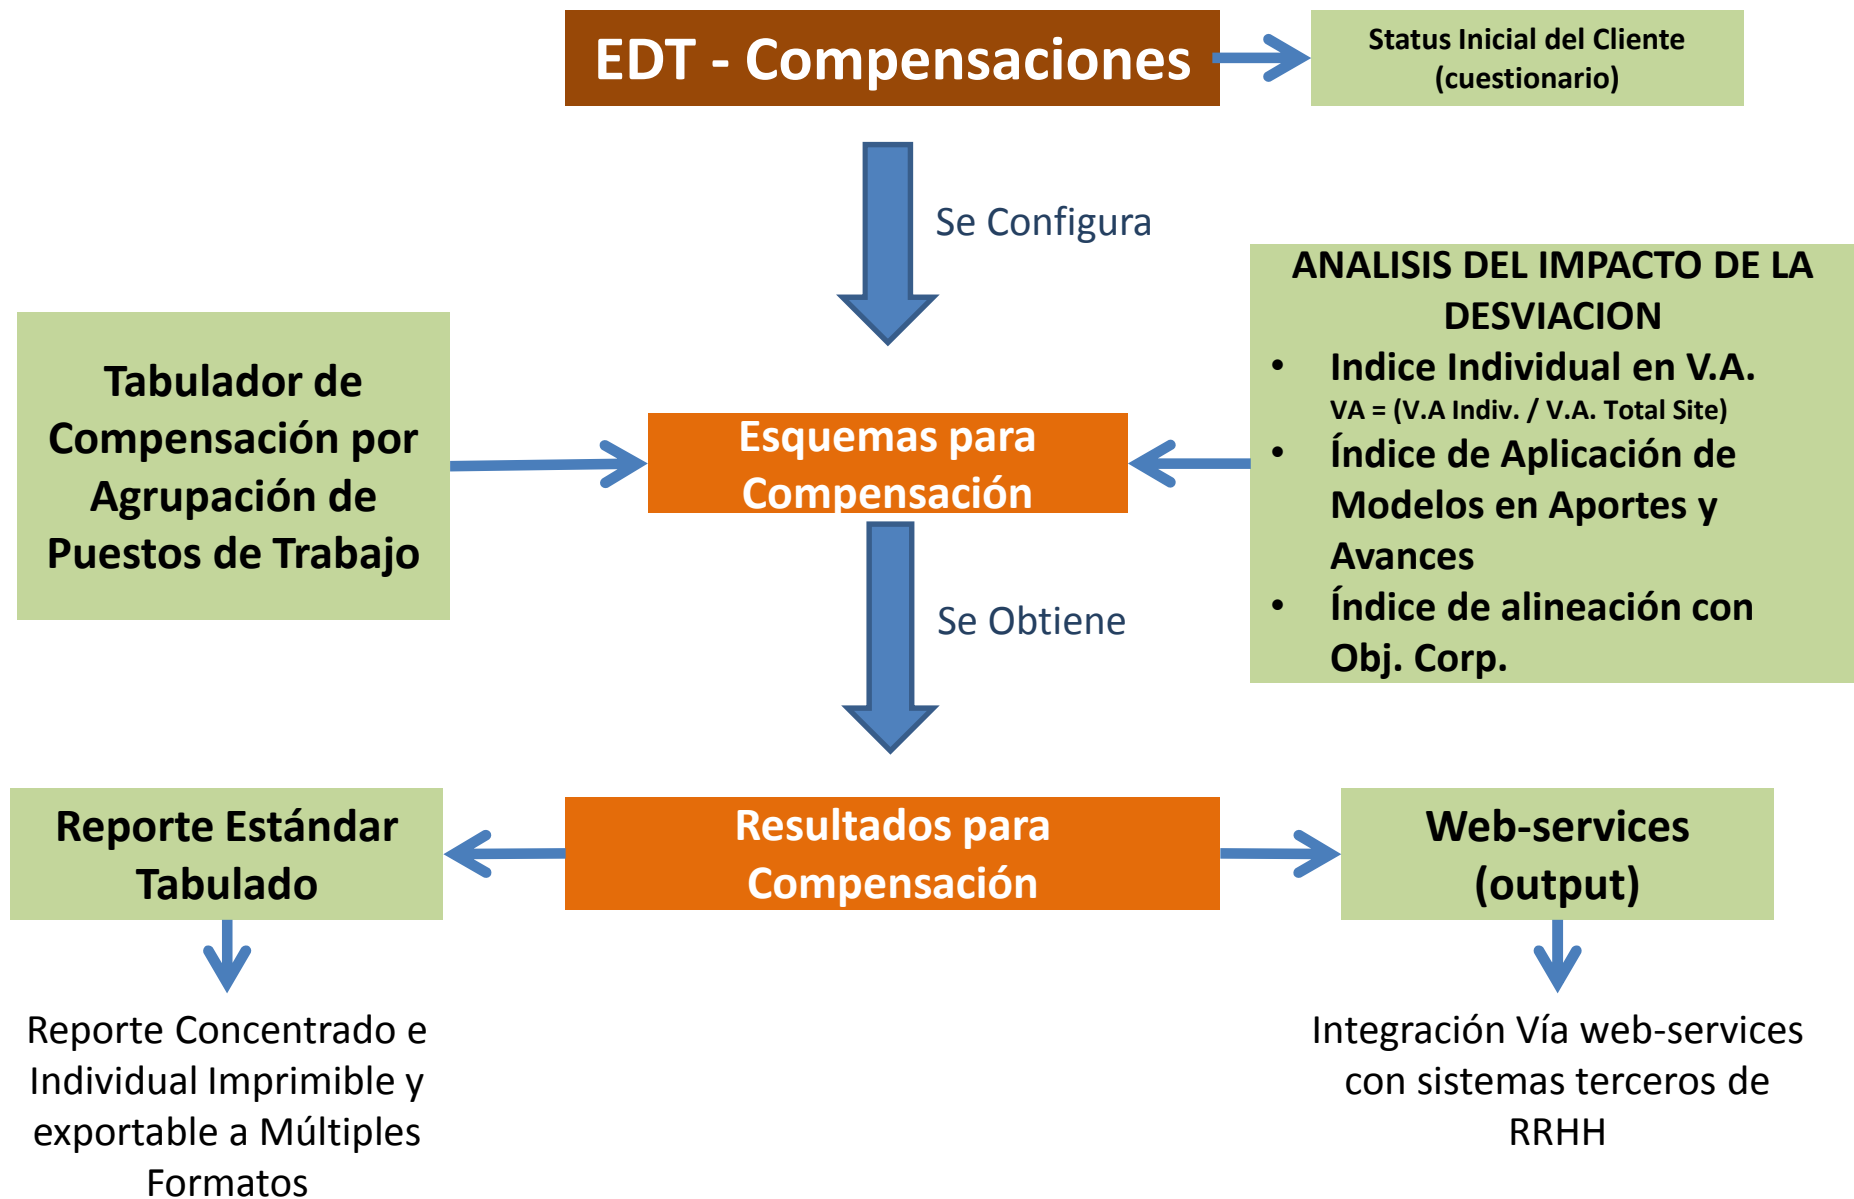 EDT - Compensaciones
Status Inicial del Cliente
(cuestionario)
Se Configura
Tabulador de
Compensación por
Agrupación de
Puestos de Trabajo
Esquemas para
Compensación
ANALISIS DEL IMPACTO DE LA
DESVIACION
• Indice Individual en V.A.
VA = (V.A Indiv. / V.A. Total Site)
• Índice de Aplicación de
Modelos en Aportes y
Avances
• Índice de alineación con
Obj. Corp.
Se Obtiene
Reporte Estándar
Tabulado
Resultados para
Compensación
Web-services
(output)
Reporte Concentrado e
Individual Imprimible y
exportable a Múltiples
Formatos
Integración Vía web-services
con sistemas terceros de
RRHH